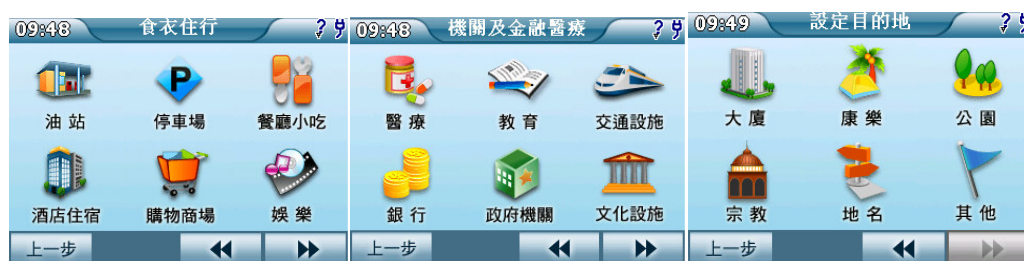 09:48 食衣住行
油站 停車場 餐廳小吃
酒店住宿 購物商場 娛樂
上一步
09:48 機關及金融醫療
醫療 教育 交通設施
銀行 政府機關 文化設施
上一步
09:49 設定目的地
大廈 康樂 公園
宗教 地名 其他
上一步